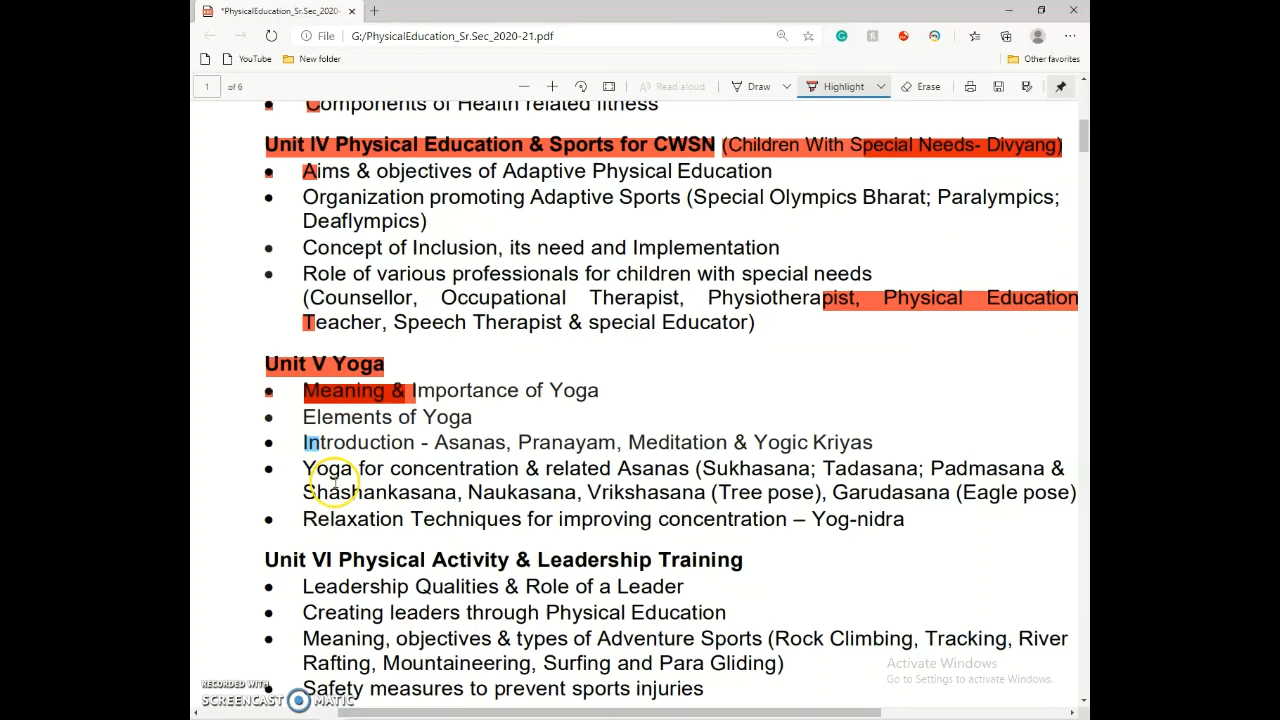 *PhysicalEducation_Sr.Sec_2020-
File
G:/PhysicalEducation_Sr.Sec_2020-21.pdf
YouTube
New folder
Other favorites
1 of 6
Read aloud
Draw
Highlight
Erase
Components of Health related fitness
Unit IV Physical Education & Sports for CWSN (Children With Special Needs- Divyang)
Aims & objectives of Adaptive Physical Education
Organization promoting Adaptive Sports (Special Olympics Bharat; Paralympics;
Deaflympics)
Concept of Inclusion, its need and Implementation
Role of various professionals for children with special needs
(Counsellor, Occupational Therapist, Physiotherapist, Physical Education
Teacher, Speech Therapist & special Educator)
Unit V Yoga
Meaning & Importance of Yoga
Elements of Yoga
Introduction - Asanas, Pranayam, Meditation & Yogic Kriyas
Yoga for concentration & related Asanas (Sukhasana; Tadasana; Padmasana &
Shashankasana, Naukasana, Vrikshasana (Tree pose), Garudasana (Eagle pose)
Relaxation Techniques for improving concentration – Yog-nidra
Unit VI Physical Activity & Leadership Training
Leadership Qualities & Role of a Leader
Creating leaders through Physical Education
Meaning, objectives & types of Adventure Sports (Rock Climbing, Tracking, River
Rafting, Mountaineering, Surfing and Para Gliding)
Safety measures to prevent sports injuries
Activate Windows
Go to Settings to activate Windows.
RECORDED WITH
SCREENCAST MATIC